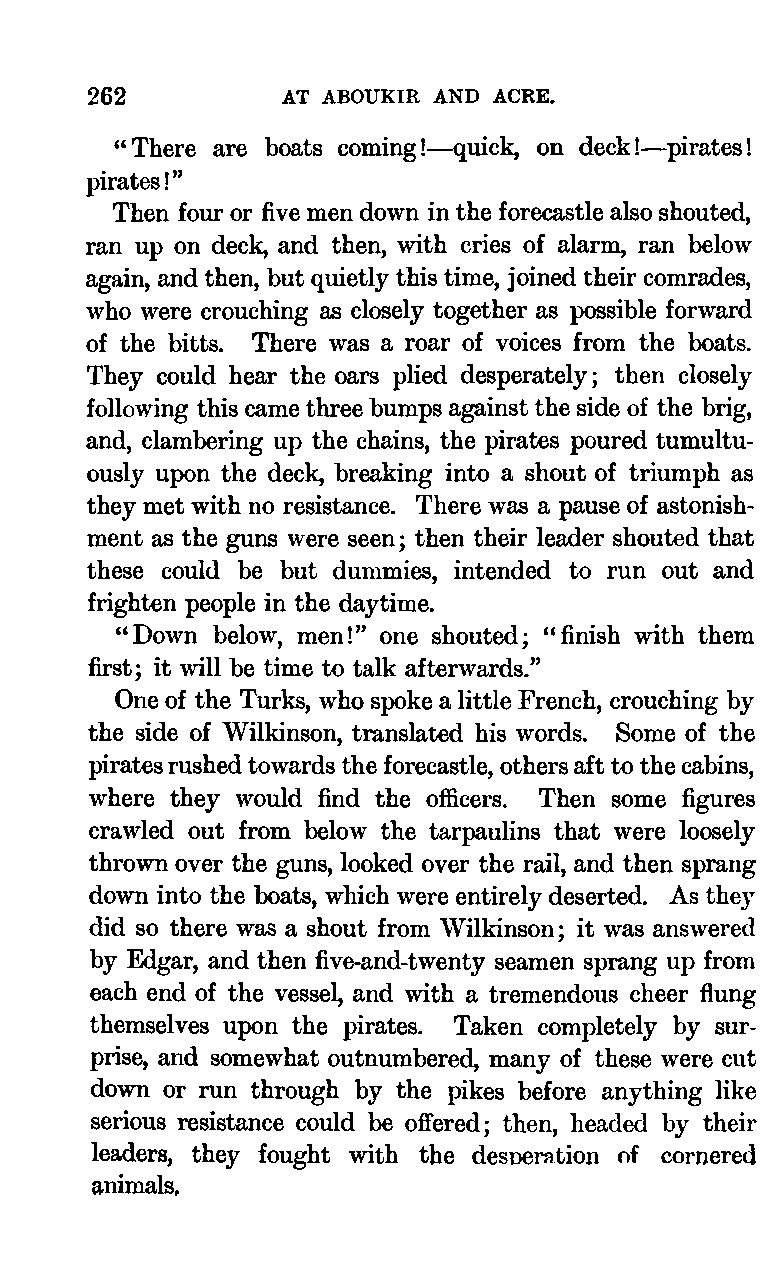 262 AT ABOUKIR AND ACRE.
“There are boats coming!—quick, on deck!—pirates!
pirates!”
Then four or five men down in the forecastle also shouted,
ran up on deck, and then, with cries of alarm, ran below
again, and then, but quietly this time, joined their comrades,
who were crouching as closely together as possible forward
of the bitts. There was a roar of voices from the boats.
They could hear the oars plied desperately; then closely
following this came three bumps against the side of the brig,
and, clambering up the chains, the pirates poured tumultu-
ously upon the deck, breaking into a shout of triumph as
they met with no resistance. There was a pause of astonish-
ment as the guns were seen; then their leader shouted that
these could be but dummies, intended to run out and
frighten people in the daytime.
“Down below, men!” one shouted; “finish with them
first; it will be time to talk afterwards.”
One of the Turks, who spoke a little French, crouching by
the side of Wilkinson, translated his words. Some of the
pirates rushed towards the forecastle, others aft to the cabins,
where they would find the officers. Then some figures
crawled out from below the tarpaulins that were loosely
thrown over the guns, looked over the rail, and then sprang
down into the boats, which were entirely deserted. As they
did so there was a shout from Wilkinson; it was answered
by Edgar, and then five-and-twenty seamen sprang up from
each end of the vessel, and with a tremendous cheer flung
themselves upon the pirates. Taken completely by sur-
prise, and somewhat outnumbered, many of these were cut
down or run through by the pikes before anything like
serious resistance could be offered; then, headed by their
leaders, they fought with the desperation of cornered
animals.